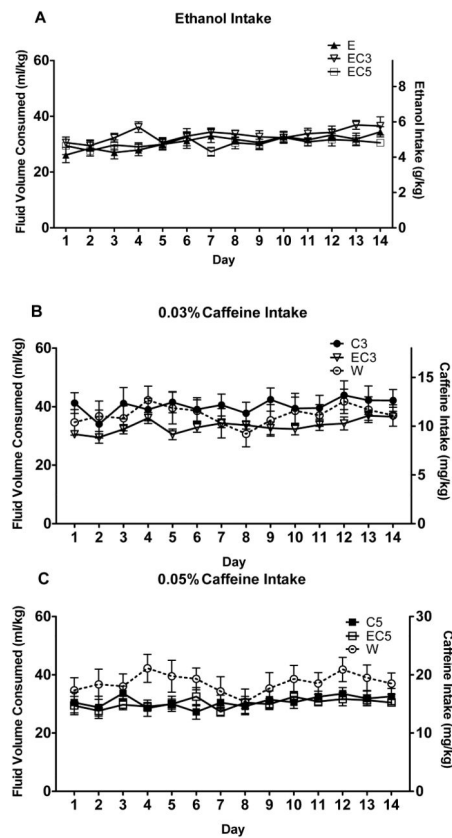 A
Ethanol Intake
E
EC3
EC5
Fluid Volume Consumed (ml/kg)
60
40
20
0
Ethanol Intake (g/kg)
8
6
4
2
0
1 2 3 4 5 6 7 8 9 10 11 12 13 14
Day
B
0.03% Caffeine Intake
C3
EC3
W
Fluid Volume Consumed (ml/kg)
60
40
20
0
Caffeine Intake (mg/kg)
15
10
5
0
1 2 3 4 5 6 7 8 9 10 11 12 13 14
Day
C
0.05% Caffeine Intake
C5
EC5
W
Fluid Volume Consumed (ml/kg)
60
40
20
0
Caffeine Intake (mg/kg)
30
20
10
0
1 2 3 4 5 6 7 8 9 10 11 12 13 14
Day